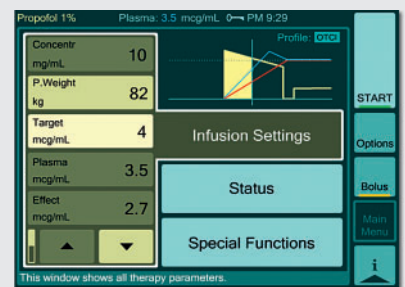 Propofol 1% Plasma: 3.5 mcg/mL PM 9:29
Profile: OTCI
Concentr
mg/mL
10
P.Weight
kg
82
START
Target
mcg/mL
4
Infusion Settings
Options
Plasma
mcg/mL
3.5
Status
Bolus
Effect
mcg/mL
2.7
Main
Menu
Special Functions
i
This window shows all therapy parameters.